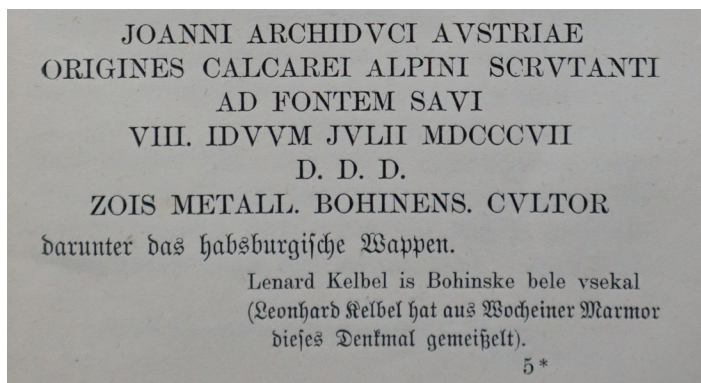 JOANNI ARCHIDVCI AVSTRIAE
ORIGINES CALCAREI ALPINI SCRVTANTI
AD FONTEM SAVI
VIII. IDVVM JVLII MDCCCVII
D. D. D.
ZOIS METALL. BOHINENS. CVLTOR
darunter das habsburgiſche Wappen.
Lenard Kelbel is Bohinske bele vsekal
(Leonhard Kelbel hat aus Wocheiner Marmor
dieſes Denkmal gemeißelt).
5*